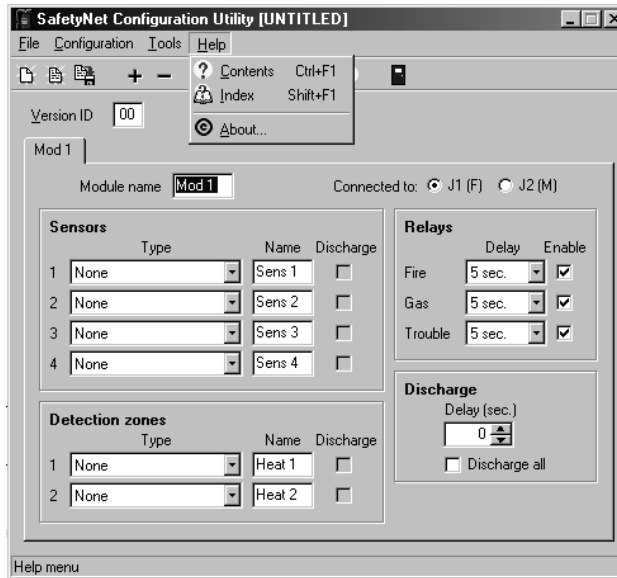 SafetyNet Configuration Utility [UNTITLED]
File Configuration Tools Help
Contents Ctrl+F1
Index Shift+F1
About...
Version ID 00
Mod 1
Module name Mod 1 Connected to: J1 (F) J2 (M)
Sensors
Type Name Discharge
1 None Sens 1
2 None Sens 2
3 None Sens 3
4 None Sens 4
Relays
Delay Enable
Fire 5 sec.
Gas 5 sec.
Trouble 5 sec.
Detection zones
Type Name Discharge
1 None Heat 1
2 None Heat 2
Discharge
Delay (sec.)
0
Discharge all
Help menu